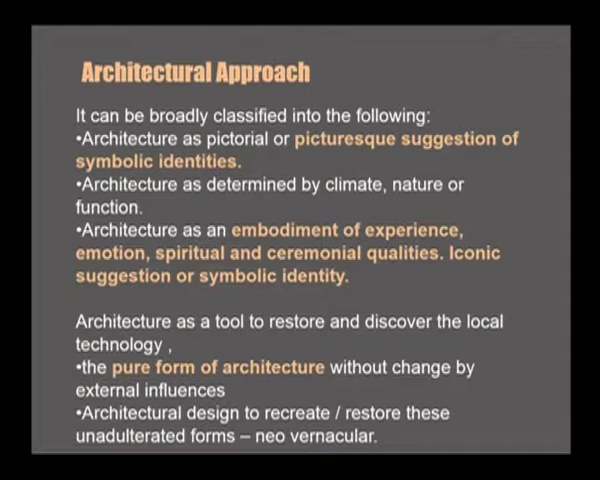 Architectural Approach
It can be broadly classified into the following:
•Architecture as pictorial or picturesque suggestion of
symbolic identities.
•Architecture as determined by climate, nature or
function.
•Architecture as an embodiment of experience,
emotion, spiritual and ceremonial qualities. Iconic
suggestion or symbolic identity.
Architecture as a tool to restore and discover the local
technology ,
•the pure form of architecture without change by
external influences
•Architectural design to recreate / restore these
unadulterated forms – neo vernacular.